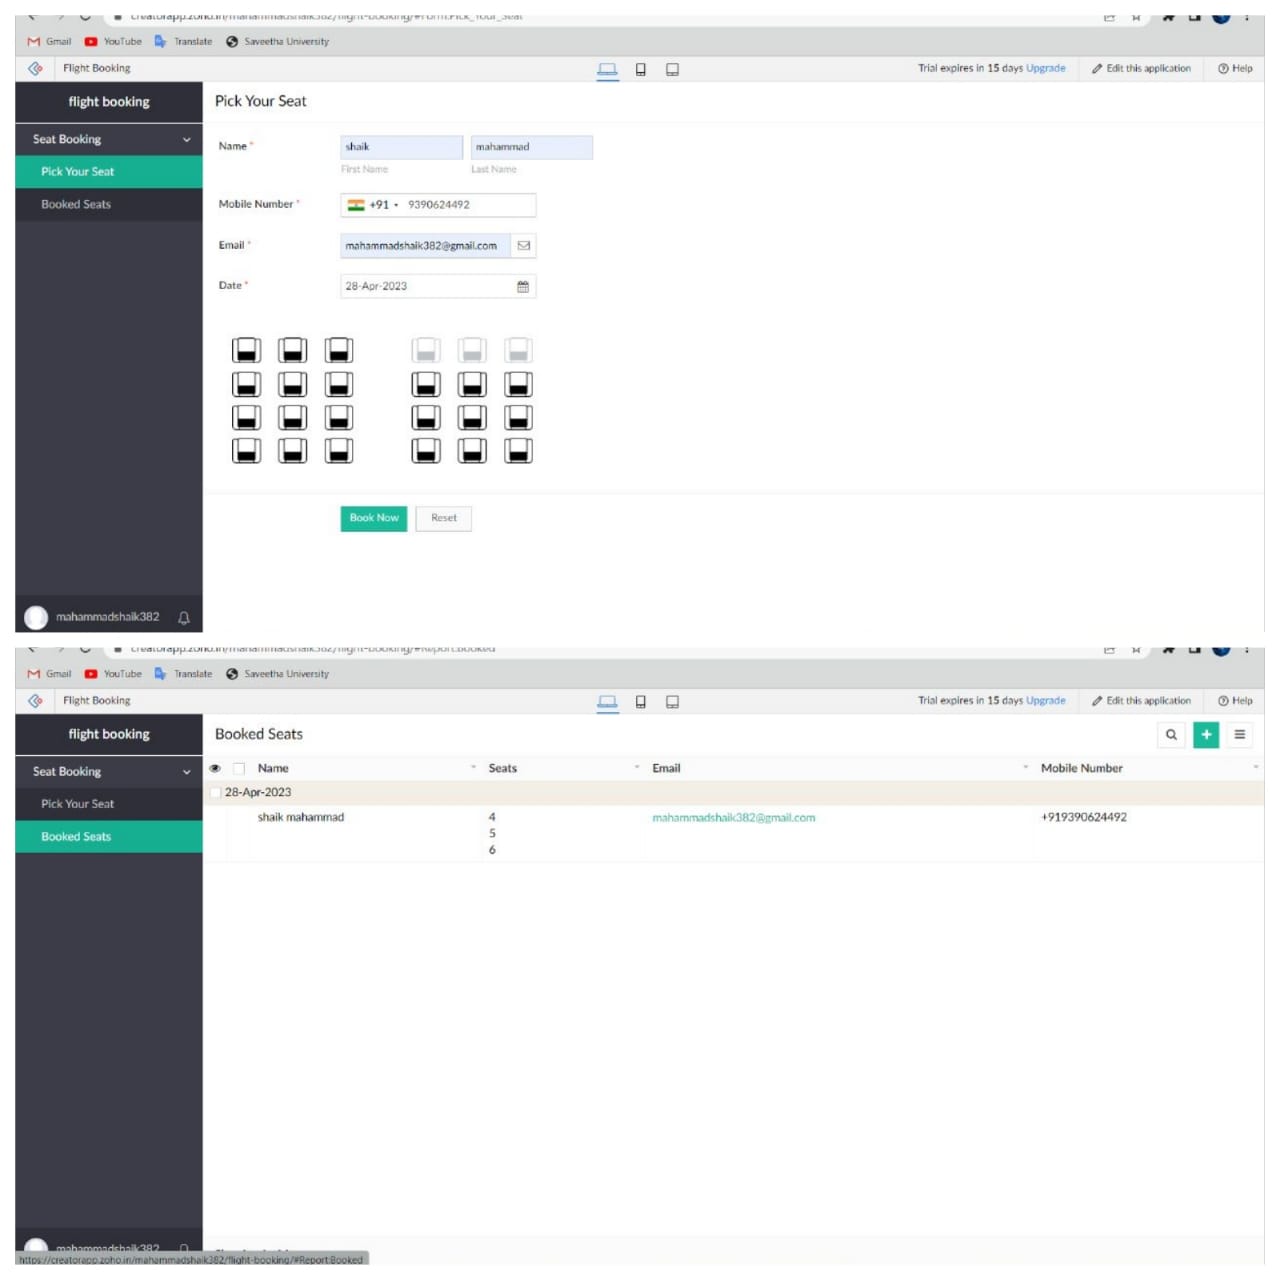 creatorapp.zoho.in/mahammadshaik382/flight-booking/#Form:Pick_Your_Seat
Gmail YouTube Translate Saveetha University
Flight Booking Trial expires in 15 days Upgrade Edit this application Help
flight booking
Pick Your Seat
Seat Booking
Pick Your Seat
Booked Seats
Name * shaik mahammad
First Name Last Name
Mobile Number * +91 9390624492
Email * mahammadshaik382@gmail.com
Date * 28-Apr-2023
Book Now Reset
mahammadshaik382
creatorapp.zoho.in/mahammadshaik382/flight-booking/#Report:Booked
Gmail YouTube Translate Saveetha University
Flight Booking Trial expires in 15 days Upgrade Edit this application Help
flight booking
Booked Seats
Seat Booking
Pick Your Seat
Booked Seats
Name Seats Email Mobile Number
28-Apr-2023
shaik mahammad 4 mahammadshaik382@gmail.com +919390624492
5
6
mahammadshaik382
https://creatorapp.zoho.in/mahammadshaik382/flight-booking/#Report:Booked